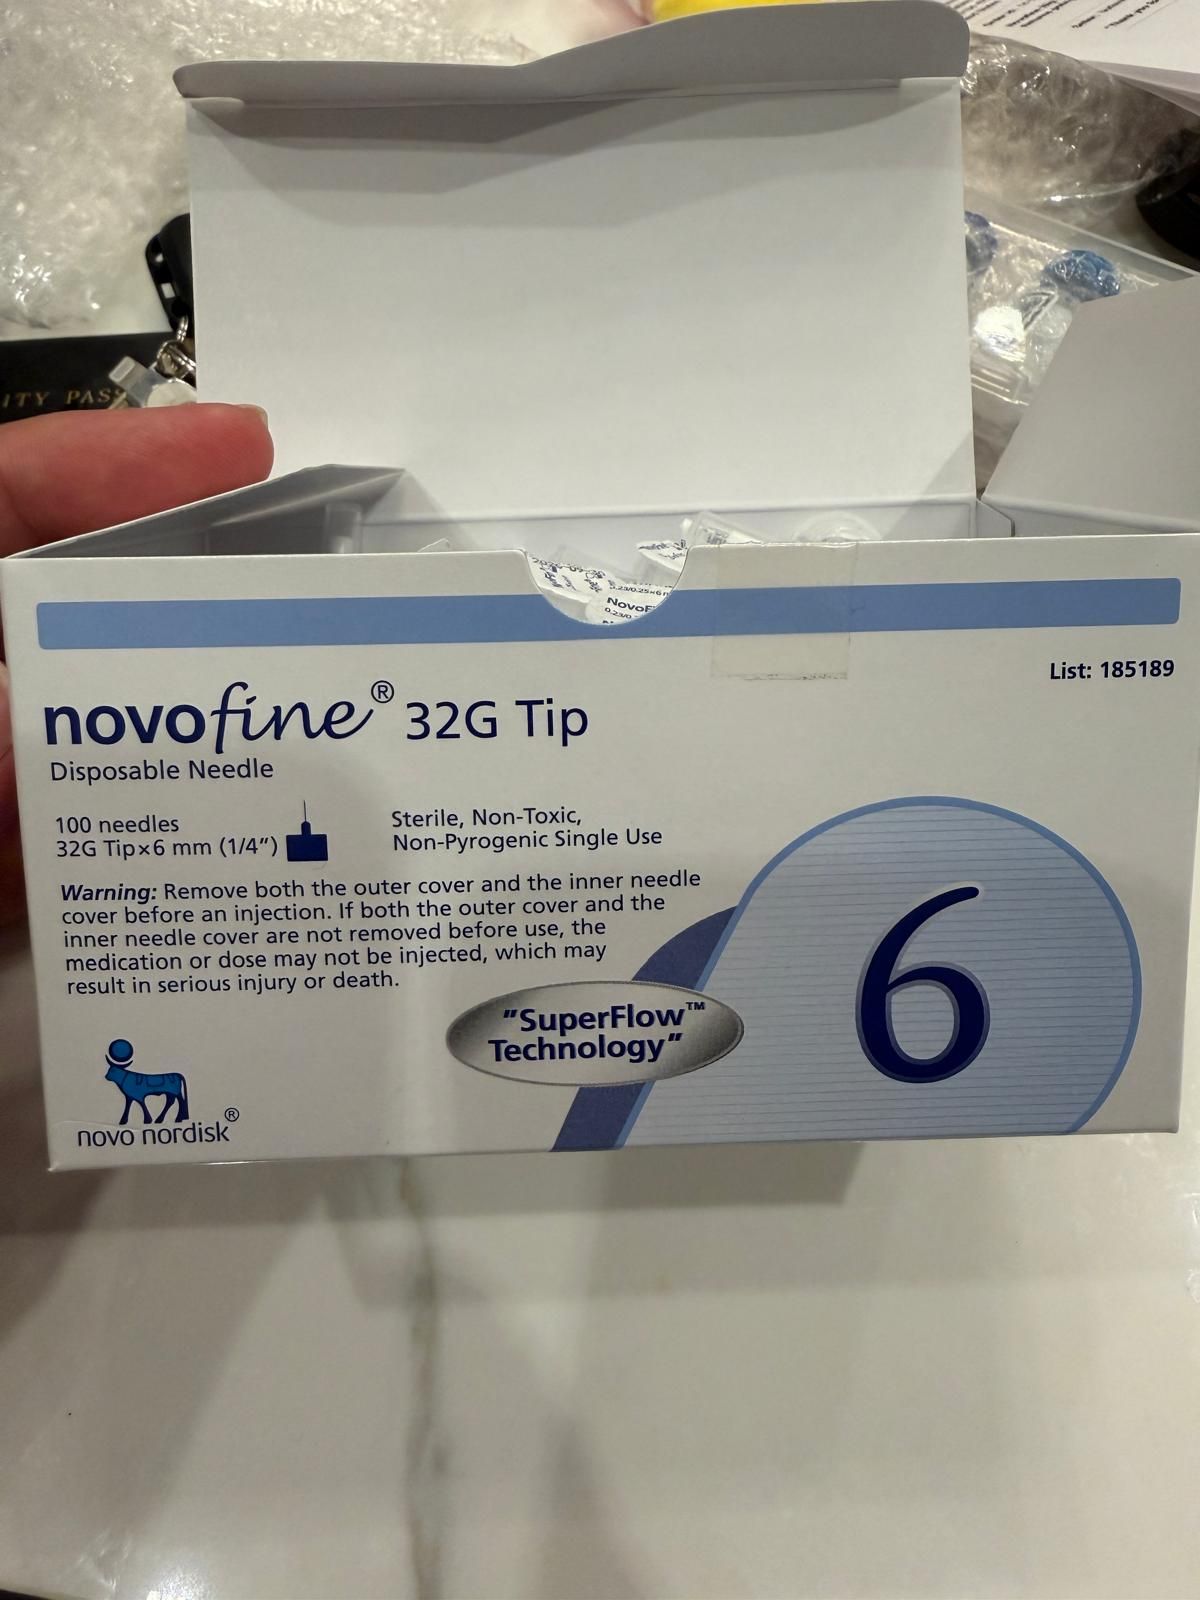 ITY PASS
NovoF
List: 185189
novofine® 32G Tip
Disposable Needle
100 needles
32G Tip×6 mm (1/4")
Sterile, Non-Toxic,
Non-Pyrogenic Single Use
Warning: Remove both the outer cover and the inner needle
cover before an injection. If both the outer cover and the
inner needle cover are not removed before use, the
medication or dose may not be injected, which may
result in serious injury or death.
"SuperFlow™
Technology"
6
novo nordisk®